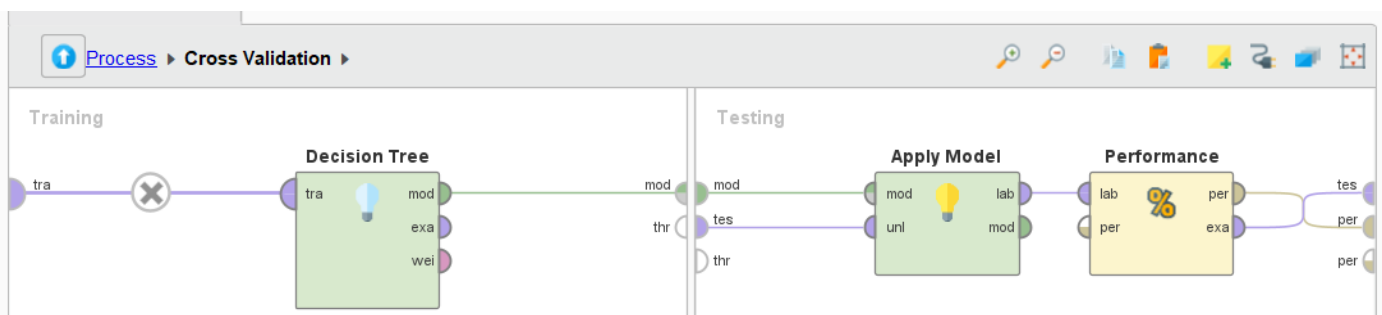 Process ▸ Cross Validation ▸
Training
Decision Tree
tra
tra
mod
exa
wei
mod
thr
Testing
Apply Model
Performance
mod
tes
thr
mod
unl
lab
mod
lab
per
%
per
exa
tes
per
per